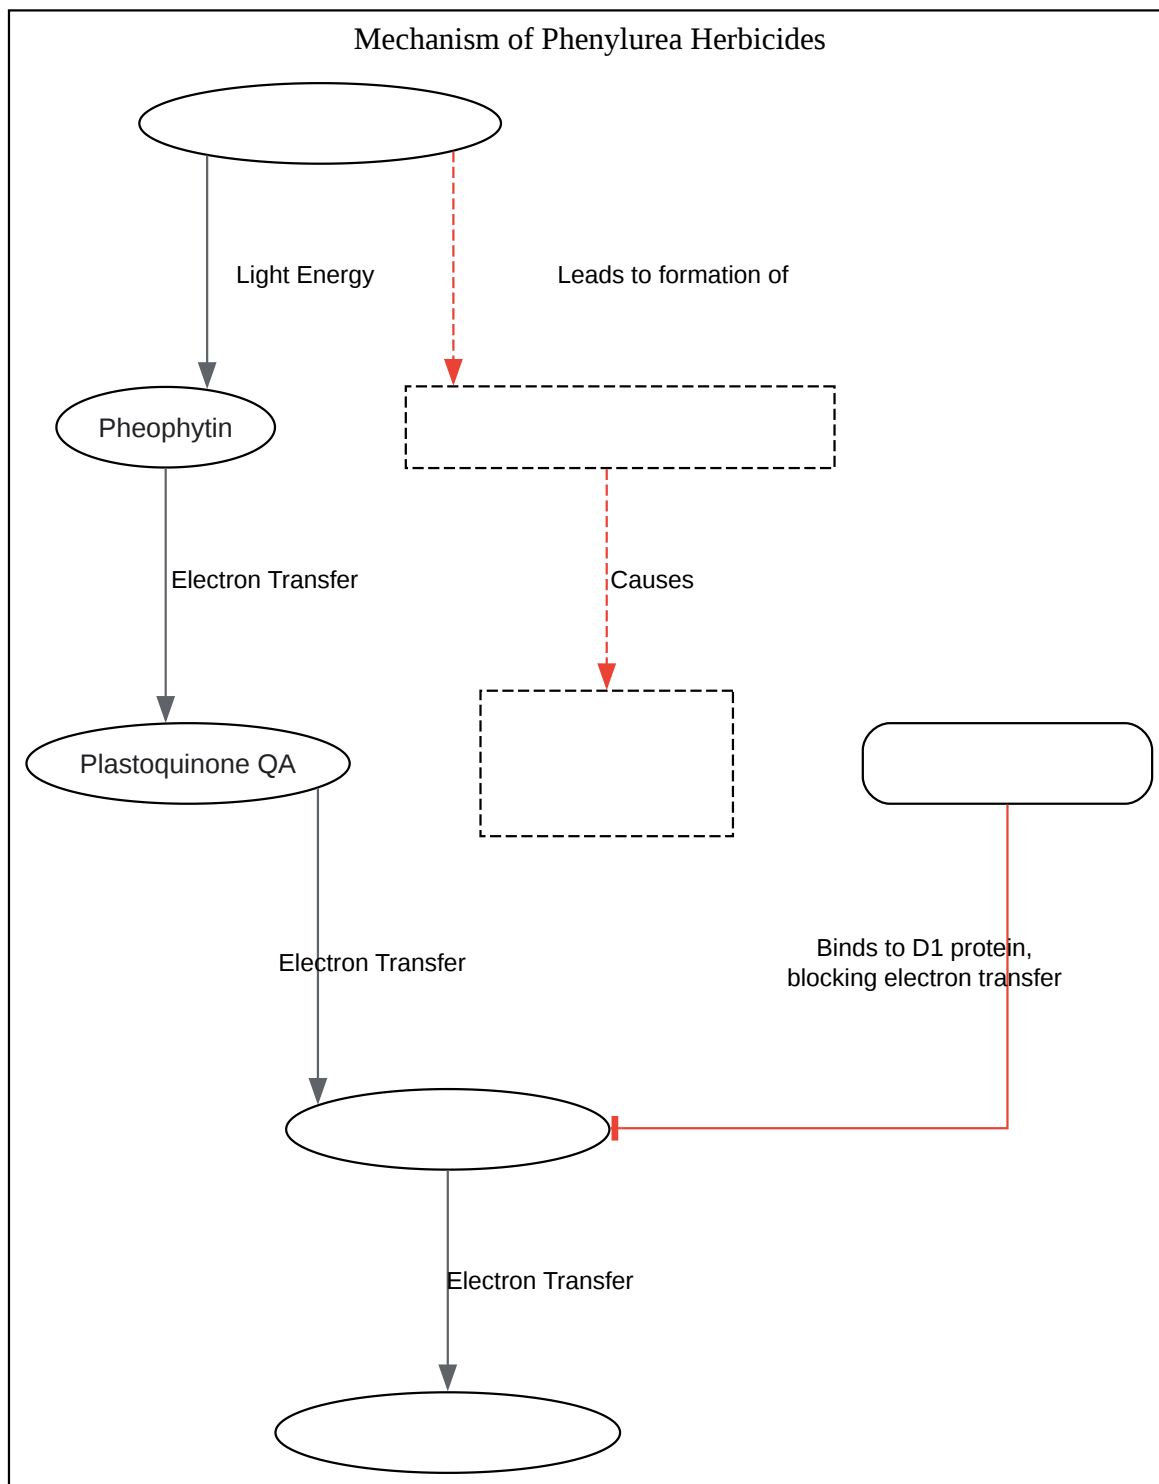 Mechanism of Phenylurea Herbicides
Light Energy
Leads to formation of
Pheophytin
Electron Transfer
Causes
Plastoquinone QA
Electron Transfer
Binds to D1 protein,
blocking electron transfer
Electron Transfer